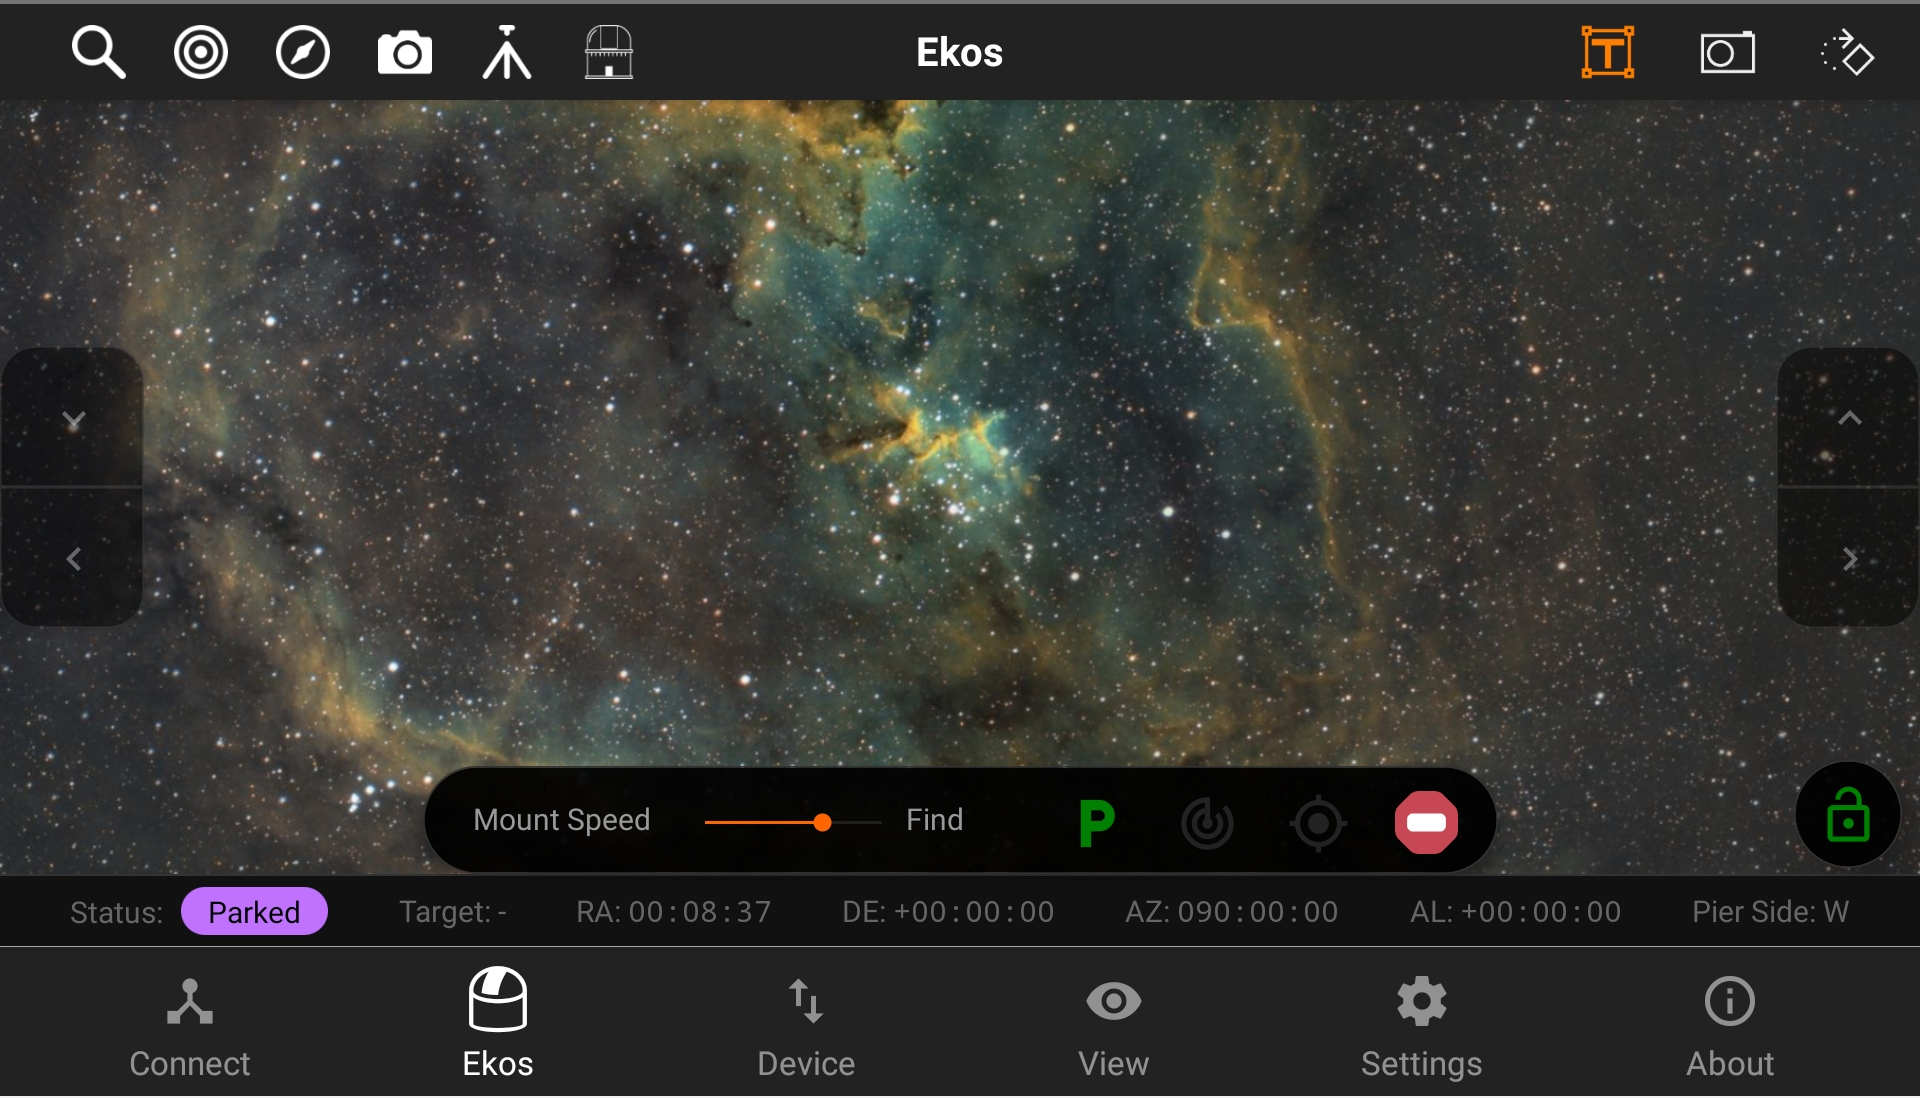 Ekos
Mount Speed Find P
Status: Parked Target: - RA: 00:08:37 DE: +00:00:00 AZ: 090:00:00 AL: +00:00:00 Pier Side: W
Connect Ekos Device View Settings About